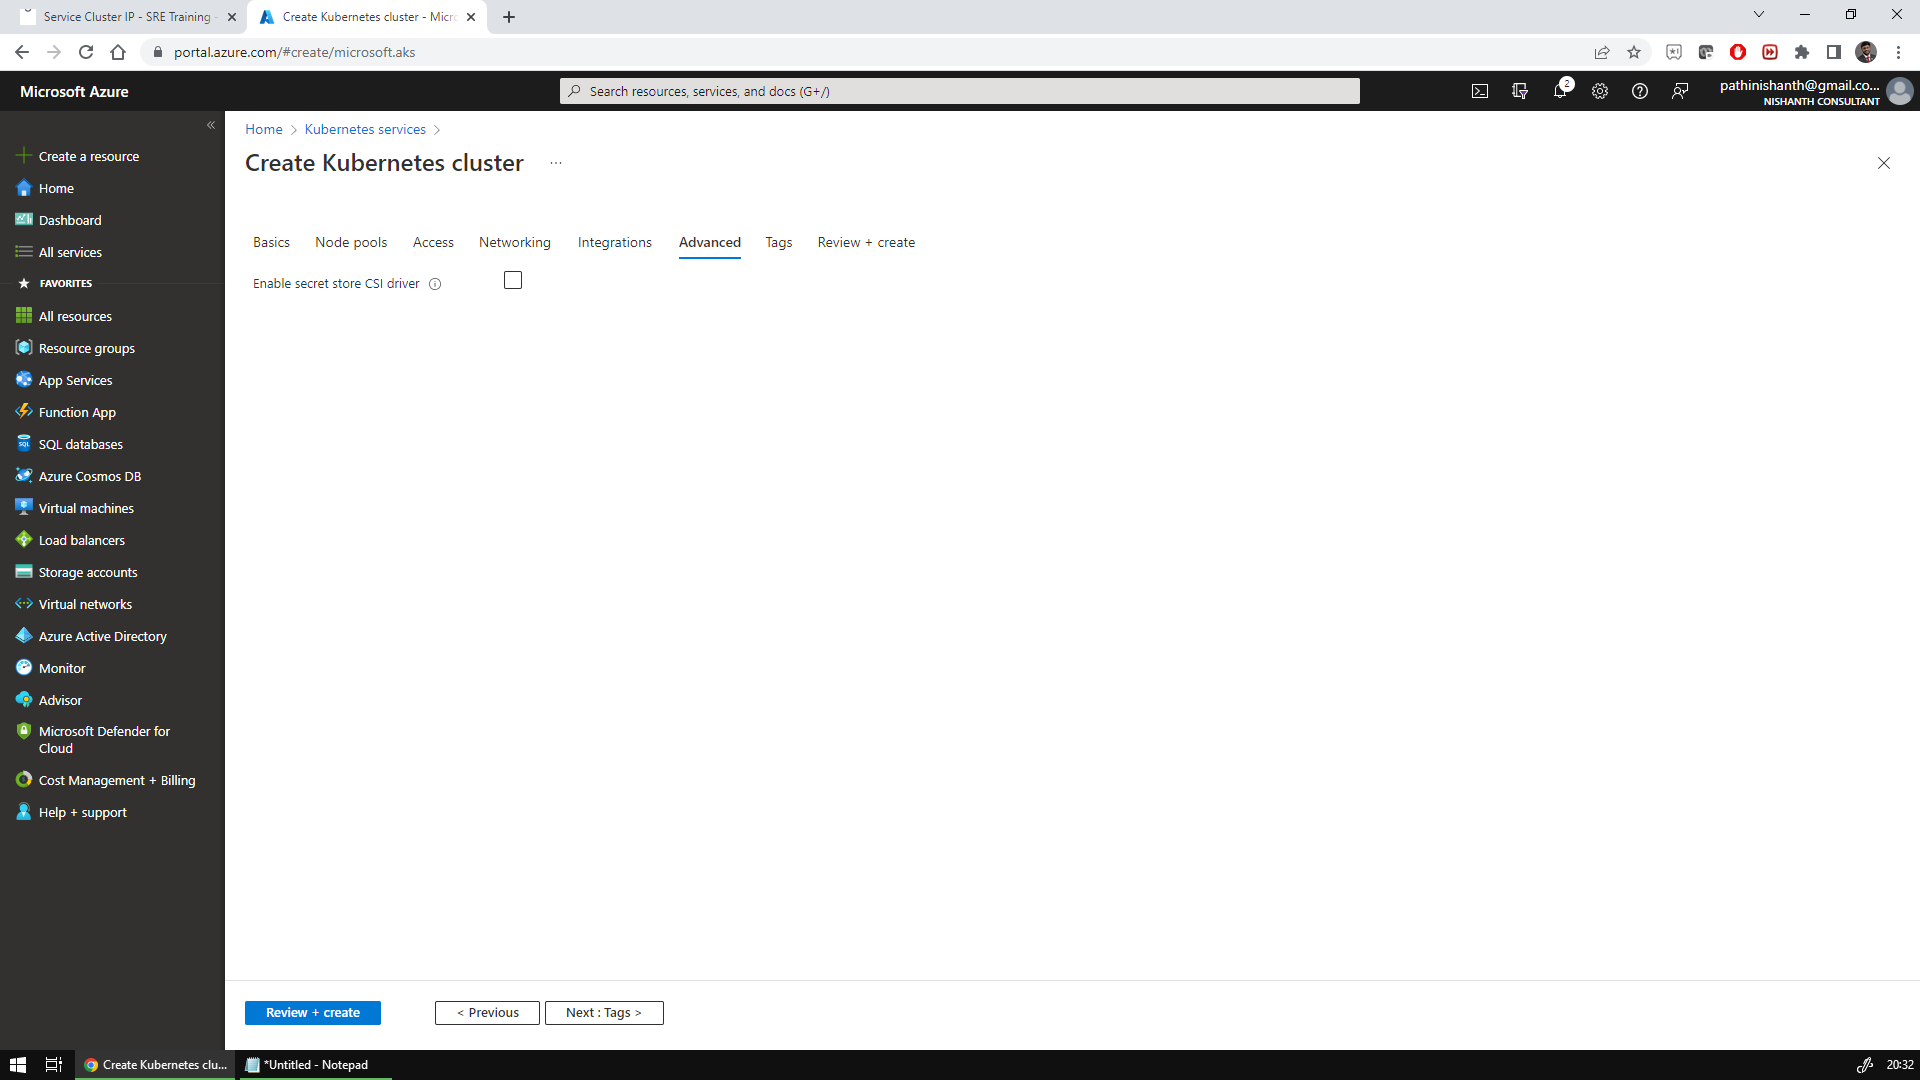 Service Cluster IP - SRE Training -
Create Kubernetes cluster - Micro
portal.azure.com/#create/microsoft.aks
Microsoft Azure
Search resources, services, and docs (G+/)
2
pathinishanth@gmail.co...
NISHANTH CONSULTANT
Home > Kubernetes services >
Create Kubernetes cluster ...
Create a resource
Home
Dashboard
All services
FAVORITES
All resources
Resource groups
App Services
Function App
SQL databases
Azure Cosmos DB
Virtual machines
Load balancers
Storage accounts
Virtual networks
Azure Active Directory
Monitor
Advisor
Microsoft Defender for
Cloud
Cost Management + Billing
Help + support
Basics Node pools Access Networking Integrations Advanced Tags Review + create
Enable secret store CSI driver
Review + create
< Previous
Next : Tags >
Create Kubernetes clu...
*Untitled - Notepad
20:32